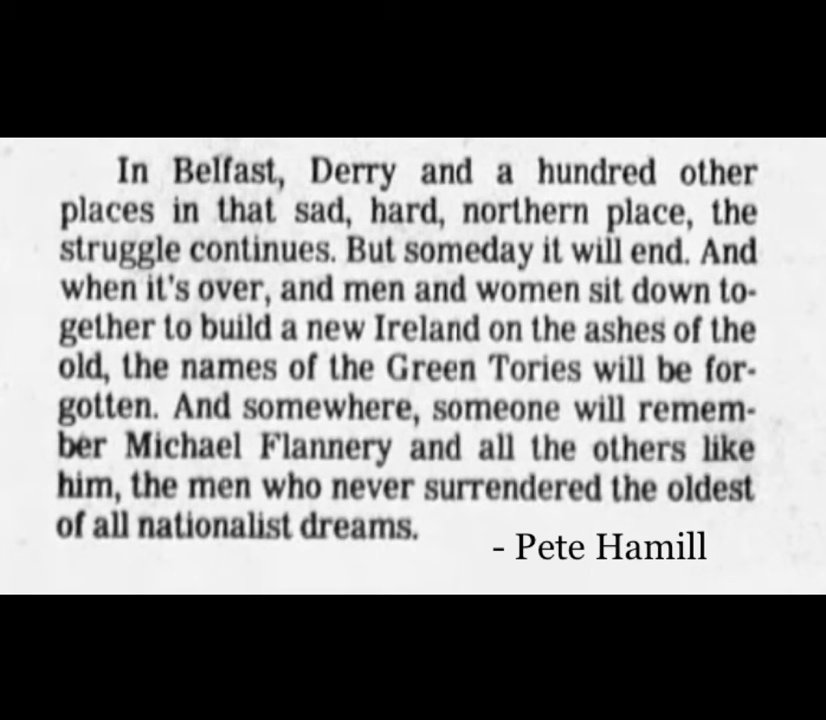 In Belfast, Derry and a hundred other
places in that sad, hard, northern place, the
struggle continues. But someday it will end. And
when it's over, and men and women sit down to-
gether to build a new Ireland on the ashes of the
old, the names of the Green Tories will be for-
gotten. And somewhere, someone will remem-
ber Michael Flannery and all the others like
him, the men who never surrendered the oldest
of all nationalist dreams.
- Pete Hamill